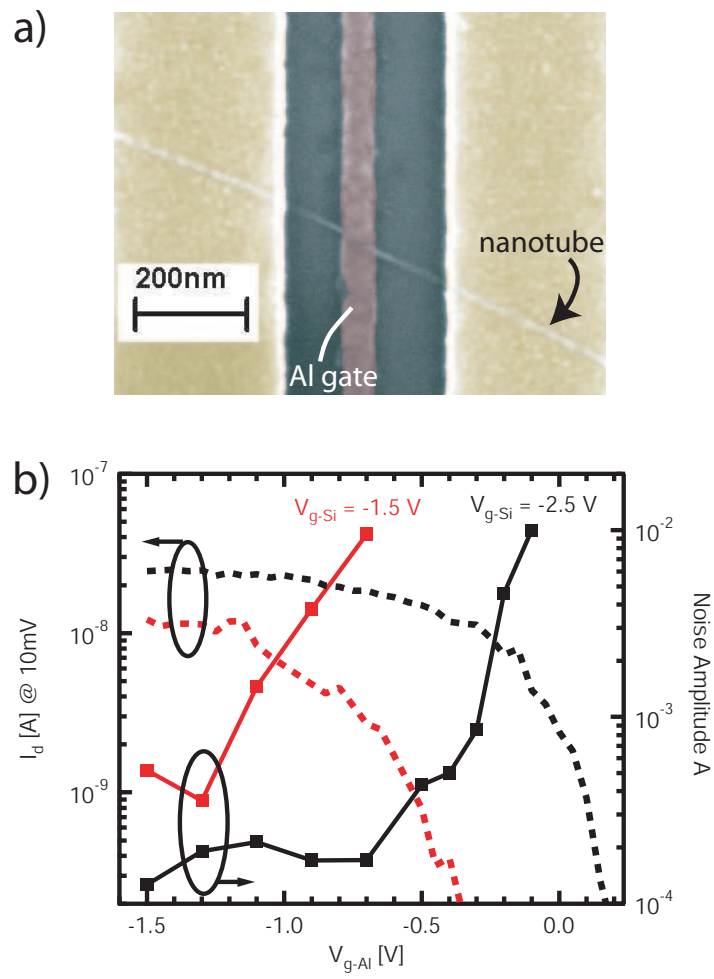 a)
nanotube
200nm
Al gate
b)
10^-7
V_g-Si = -1.5 V
V_g-Si = -2.5 V
10^-2
10^-8
I_d [A] @ 10mV
Noise Amplitude A
10^-3
10^-9
10^-4
-1.5
-1.0
-0.5
0.0
V_g-Al [V]